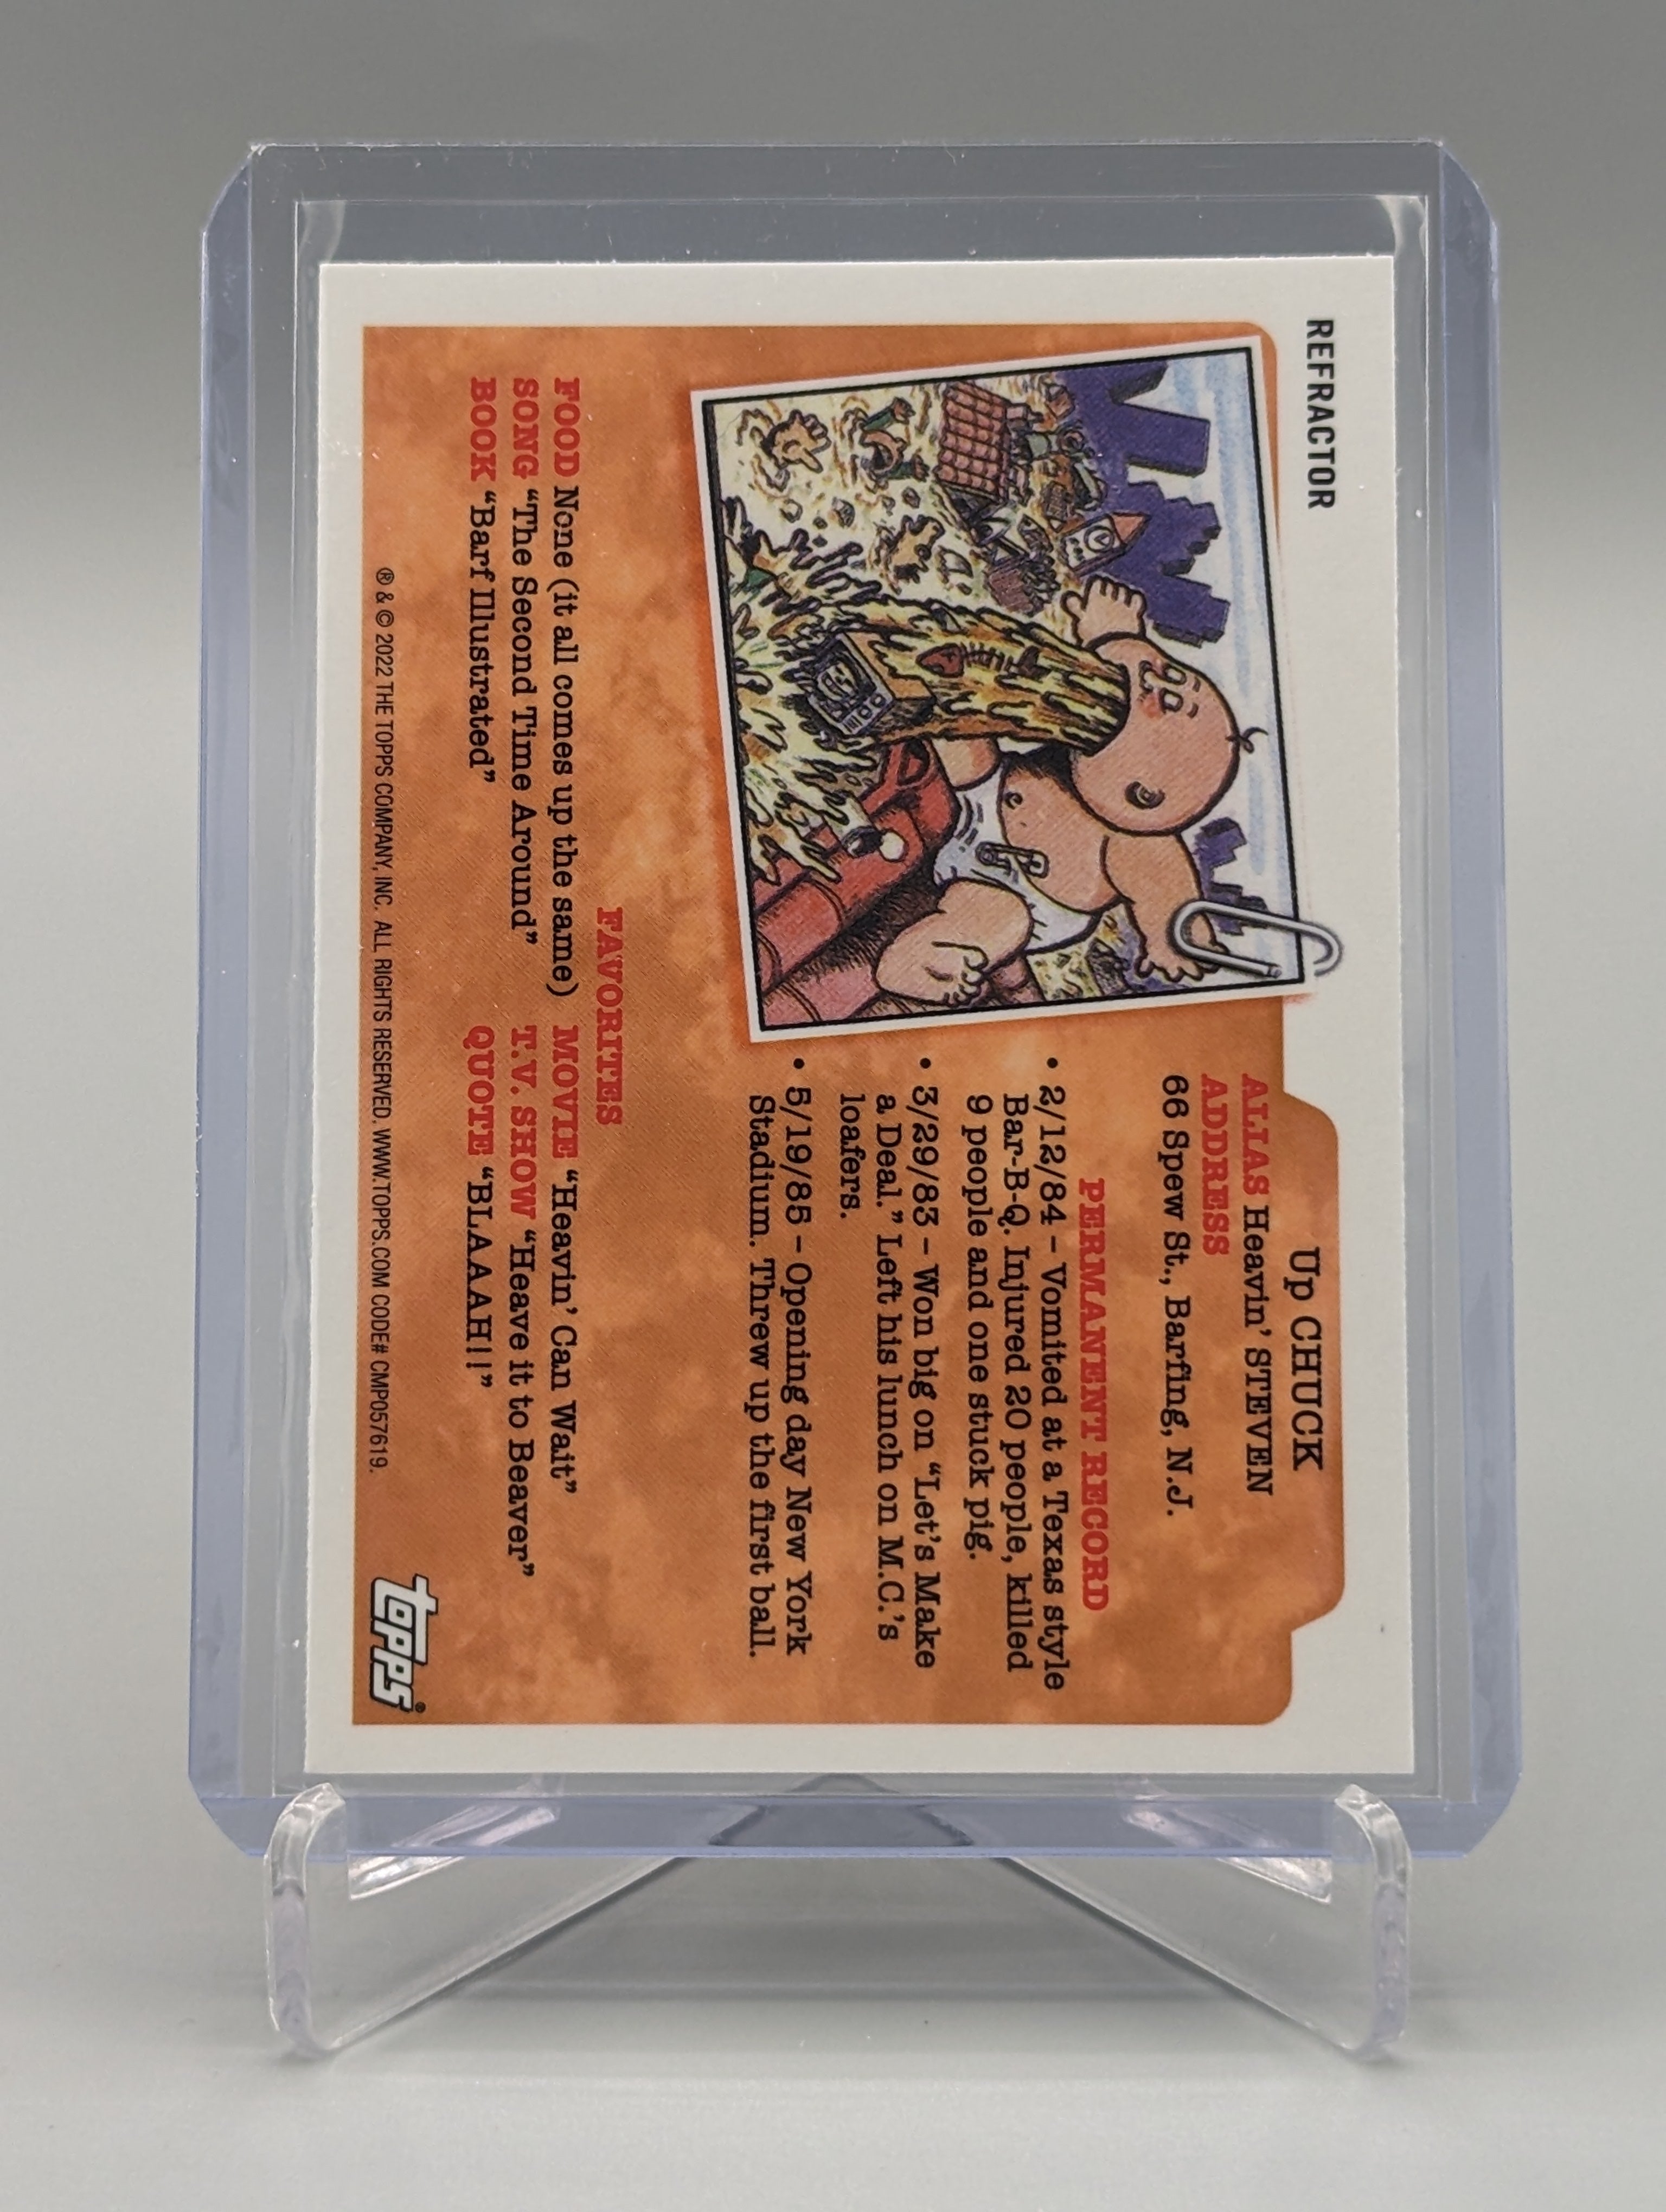 REFRACTOR
Up CHUCK
ALIAS Heavin' STEVEN
ADDRESS
66 Spew St., Barfing, N.J.
PERMANENT RECORD
• 2/12/84 – Vomited at a Texas style
Bar-B-Q. Injured 20 people, killed
9 people and one stuck pig.
• 3/29/83 – Won big on “Let's Make
a Deal.” Left his lunch on M.C.'s
loafers.
• 5/19/85 – Opening day New York
Stadium. Threw up the first ball.
FAVORITES
FOOD None (it all comes up the same)
SONG “The Second Time Around”
BOOK “Barf Illustrated”
MOVIE “Heavin' Can Wait”
T.V. SHOW “Heave it to Beaver”
QUOTE “BLAAAH!!”
® & © 2022 THE TOPPS COMPANY, INC. ALL RIGHTS RESERVED. WWW.TOPPS.COM CODE# CMP057619.
topps®